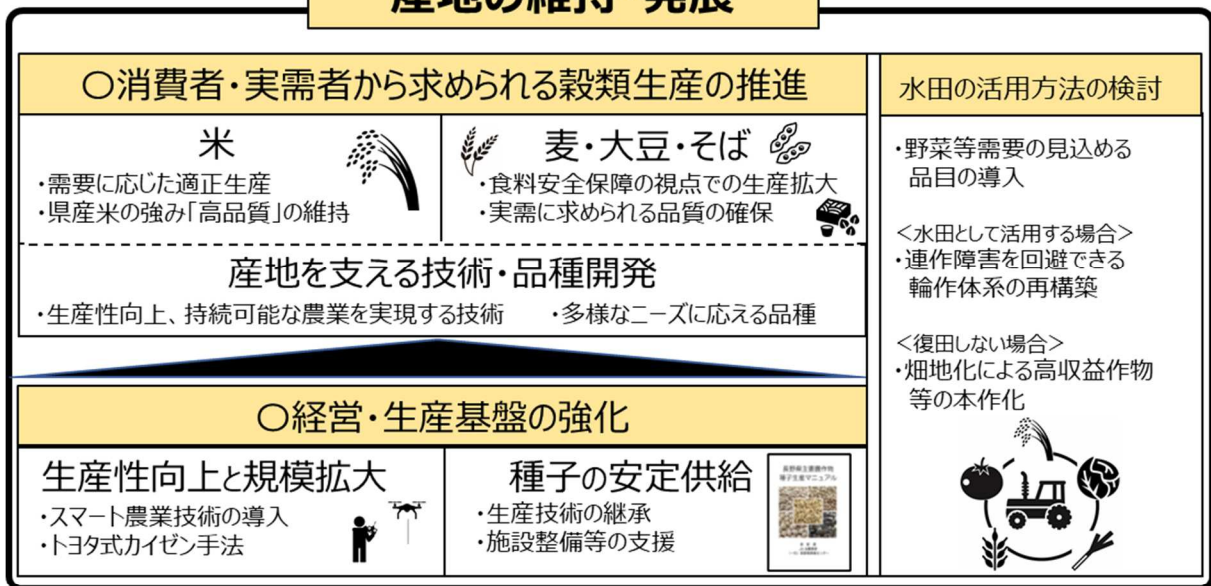 産地の維持・発展
〇消費者・実需者から求められる穀類生産の推進
米
・需要に応じた適正生産
・県産米の強み「高品質」の維持
麦・大豆・そば
・食料安全保障の視点での生産拡大
・実需に求められる品質の確保
産地を支える技術・品種開発
・生産性向上、持続可能な農業を実現する技術 ・多様なニーズに応える品種
〇経営・生産基盤の強化
生産性向上と規模拡大
・スマート農業技術の導入
・トヨタ式カイゼン手法
種子の安定供給
・生産技術の継承
・施設整備等の支援
長野県主要農作物
種子生産マニュアル
水田の活用方法の検討
・野菜等需要の見込める
品目の導入
<水田として活用する場合>
・連作障害を回避できる
輪作体系の再構築
<復田しない場合>
・畑地化による高収益作物
等の本作化